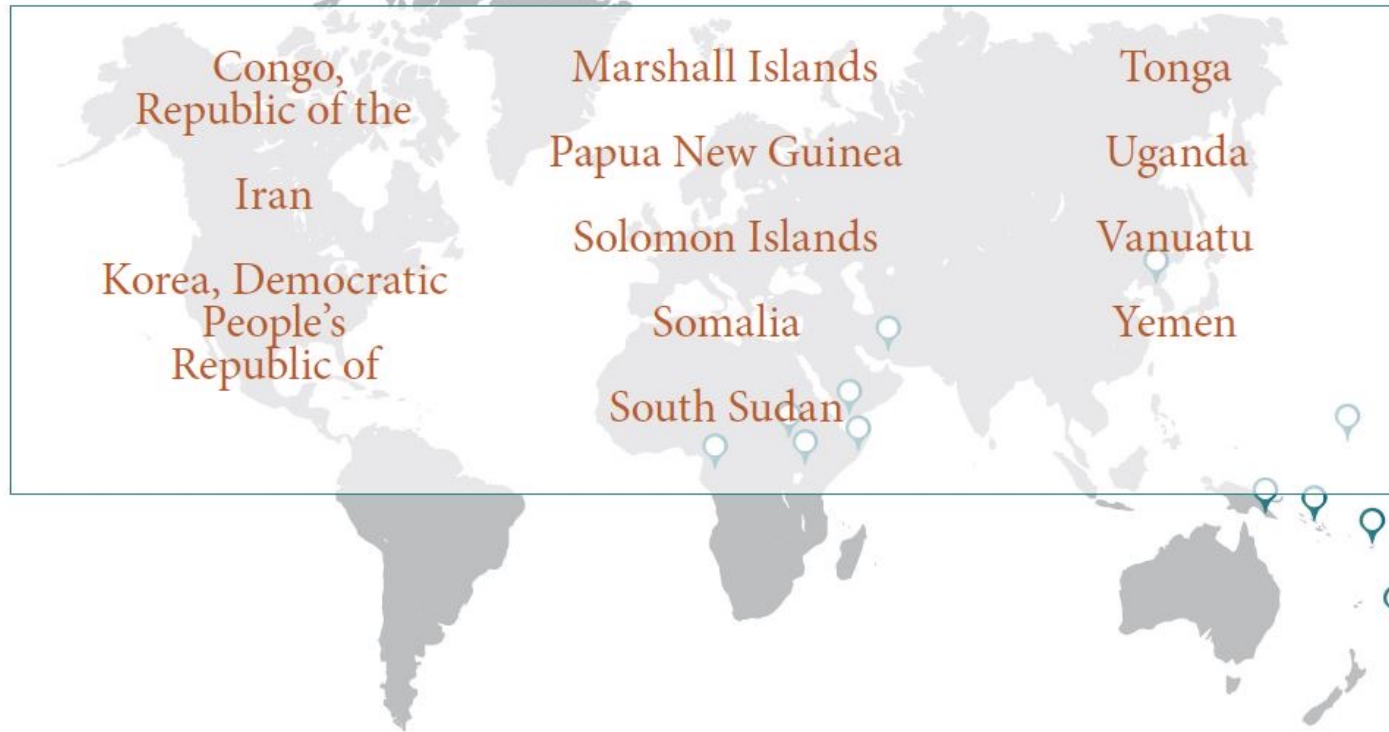 Congo,
Republic of the
Iran
Korea, Democratic
People’s
Republic of
Marshall Islands
Papua New Guinea
Solomon Islands
Somalia
South Sudan
Tonga
Uganda
Vanuatu
Yemen